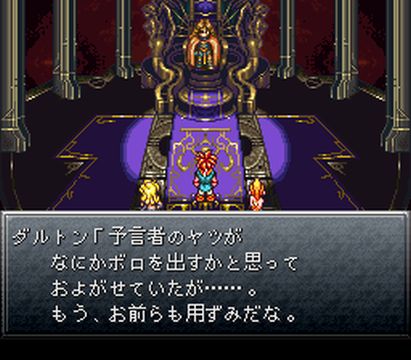 ダルトン「予言者のヤツが
なにかボロを出すかと思って
およがせていたが……。
もう、お前らも用ずみだな。